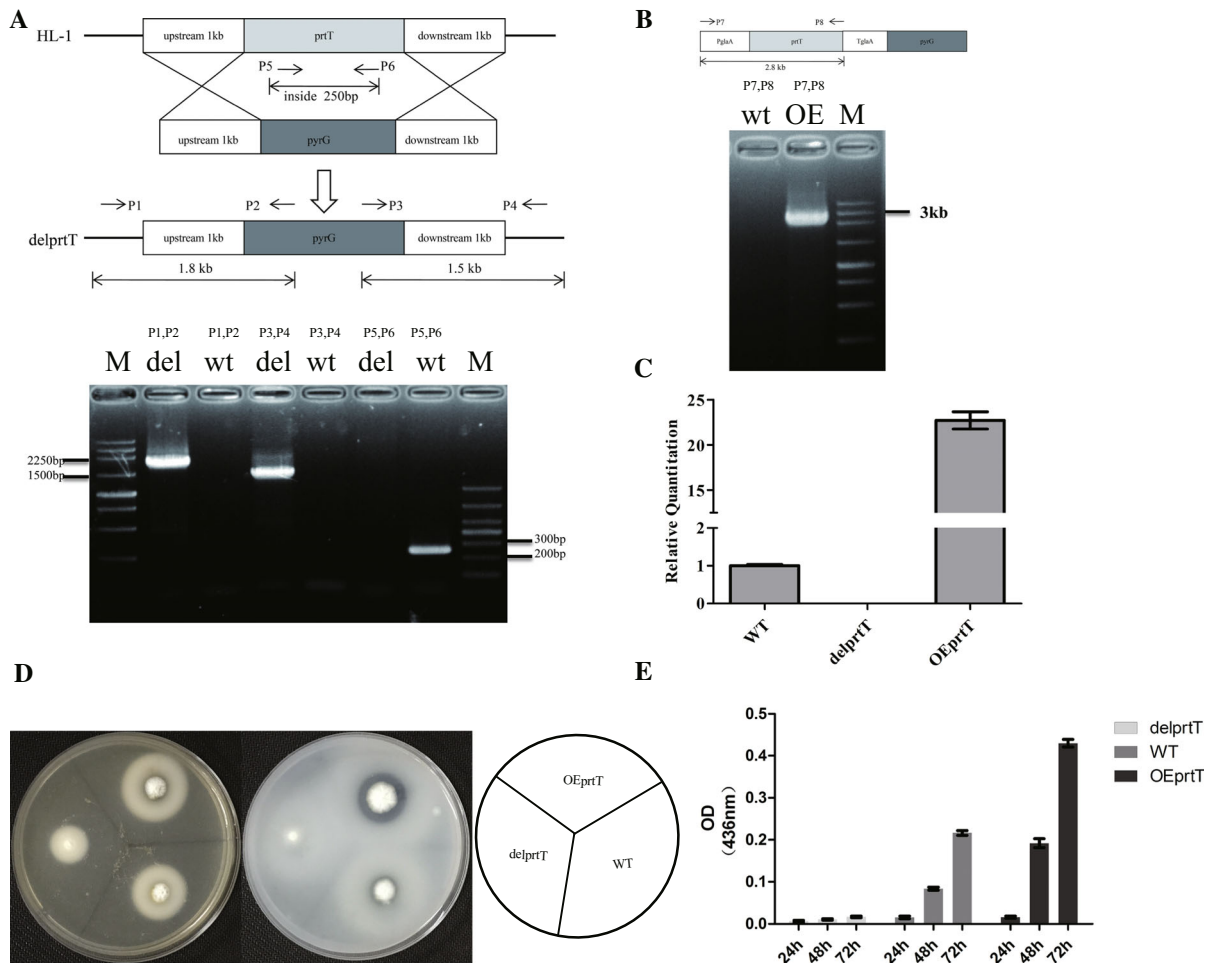 A
HL-1
upstream 1kb
prtT
downstream 1kb
P5
P6
inside 250bp
upstream 1kb
pyrG
downstream 1kb
P1
P2
P3
P4
delprtT
upstream 1kb
pyrG
downstream 1kb
1.8 kb
1.5 kb
P1,P2
P1,P2
P3,P4
P3,P4
P5,P6
P5,P6
M
del
wt
del
wt
del
wt
M
2250bp
1500bp
300bp
200bp
B
P7
P8
PglaA
prtT
TglaA
pyrG
2.8 kb
P7,P8
P7,P8
wt
OE
M
3kb
C
Relative Quantitation
25
20
15
2
1
0
WT
delprtT
OEprtT
D
OEprtT
delprtT
WT
E
OD
(436nm)
0.5
0.4
0.3
0.2
0.1
0.0
24h
48h
72h
24h
48h
72h
24h
48h
72h
delprtT
WT
OEprtT